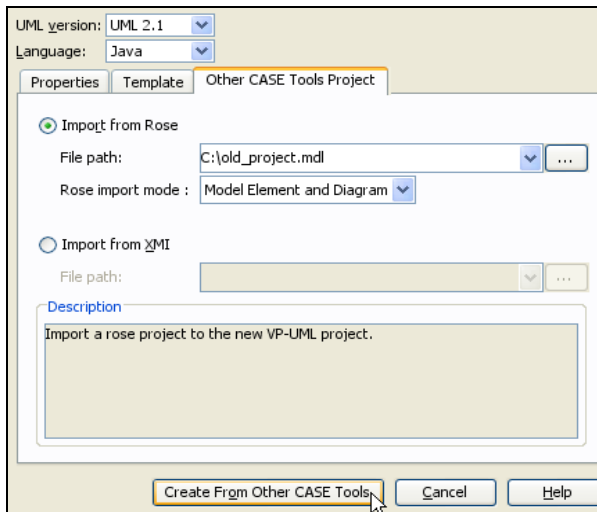 UML version: UML 2.1
Language: Java
Properties Template Other CASE Tools Project
Import from Rose
File path: C:\old_project.mdl ...
Rose import mode : Model Element and Diagram
Import from XMI
File path: ...
Description
Import a rose project to the new VP-UML project.
Create From Other CASE Tools Cancel Help